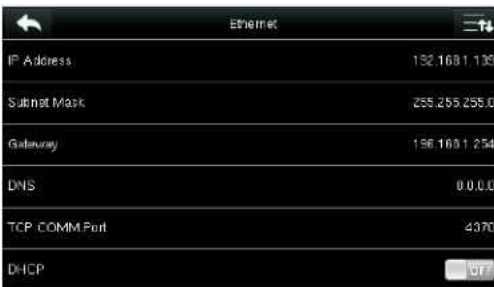 Ethernet
IP Address 192.168.1.135
Subnet Mask 255.255.255.0
Gateway 196.168.1.254
DNS 0.0.0.0
TCP COMM.Port 4370
DHCP OFF